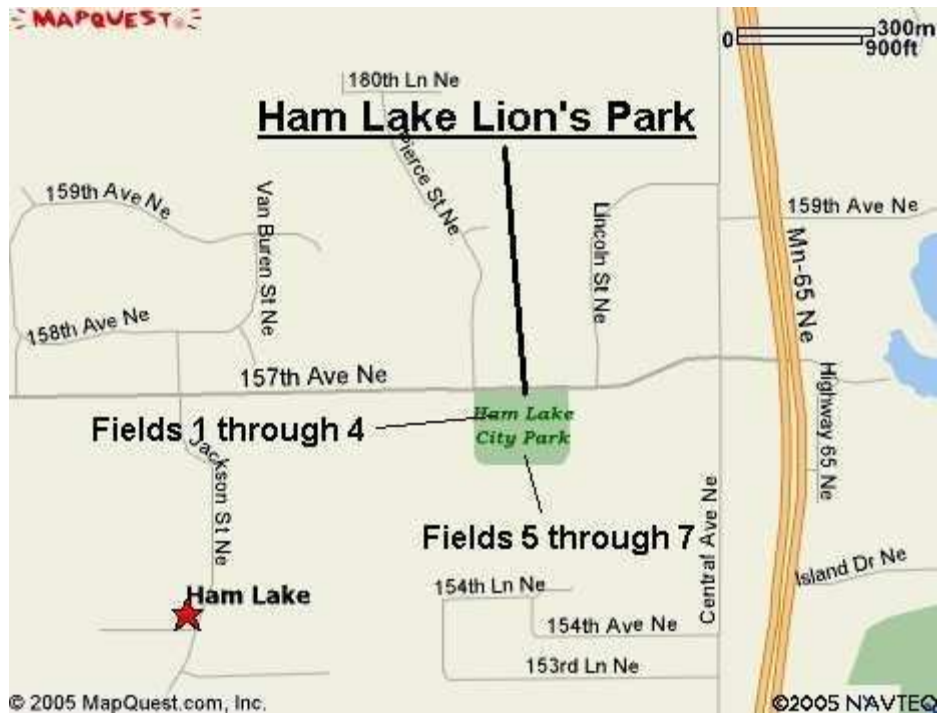 MAPQUEST
0 300m
900ft
180th Ln Ne
Ham Lake Lion's Park
Pierce St Ne
159th Ave Ne
Van Buren St Ne
Lincoln St Ne
159th Ave Ne
Mn-65 Ne
158th Ave Ne
157th Ave Ne
Highway 65 Ne
Ham Lake
City Park
Fields 1 through 4
Jackson St Ne
Central Ave Ne
Fields 5 through 7
Island Dr Ne
154th Ln Ne
Ham Lake
154th Ave Ne
153rd Ln Ne
© 2005 MapQuest.com, Inc.
©2005 NAVTEQ